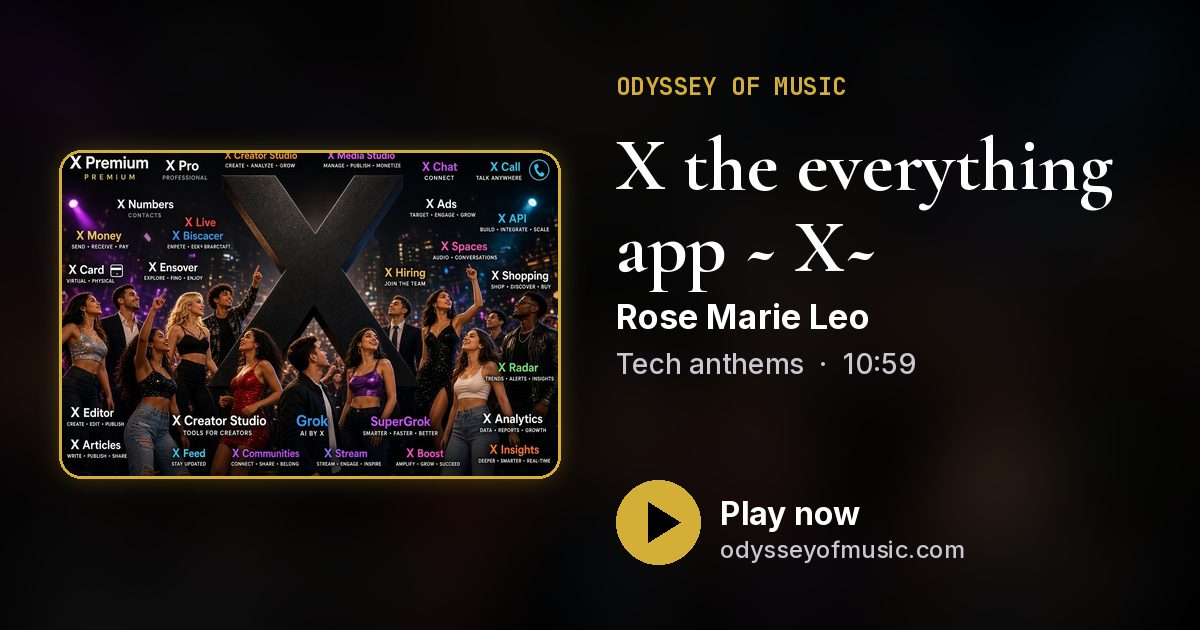 ODYSSEY OF MUSIC
X the everything
app ~ X~
Rose Marie Leo
Tech anthems · 10:59
Play now
odysseyofmusic.com
X Premium
PREMIUM
X Pro
PROFESSIONAL
X Creator Studio
CREATE • ANALYZE • GROW
X Media Studio
MANAGE • PUBLISH • MONETIZE
X Chat
CONNECT
X Call
TALK ANYWHERE
X Numbers
CONTACTS
X Live
X Ads
TARGET • ENGAGE • GROW
X API
BUILD • INTEGRATE • SCALE
X Money
SEND • RECEIVE • PAY
X Biscacer
X Spaces
AUDIO • CONVERSATIONS
X Card
VIRTUAL • PHYSICAL
X Ensover
EXPLORE • FIND • ENJOY
X Hiring
JOIN THE TEAM
X Shopping
SHOP • DISCOVER • BUY
X Radar
TRENDS • ALERTS • INSIGHTS
X Editor
CREATE • EDIT • PUBLISH
X Creator Studio
TOOLS FOR CREATORS
Grok
AI BY X
SuperGrok
SMARTER • FASTER • BETTER
X Analytics
DATA • REPORTS • GROWTH
X Articles
WRITE • PUBLISH • SHARE
X Feed
STAY UPDATED
X Communities
CONNECT • SHARE • BELONG
X Stream
STREAM • ENGAGE • INSPIRE
X Boost
AMPLIFY • GROW • SUCCEED
X Insights
DEEPER • SMARTER • REAL-TIME